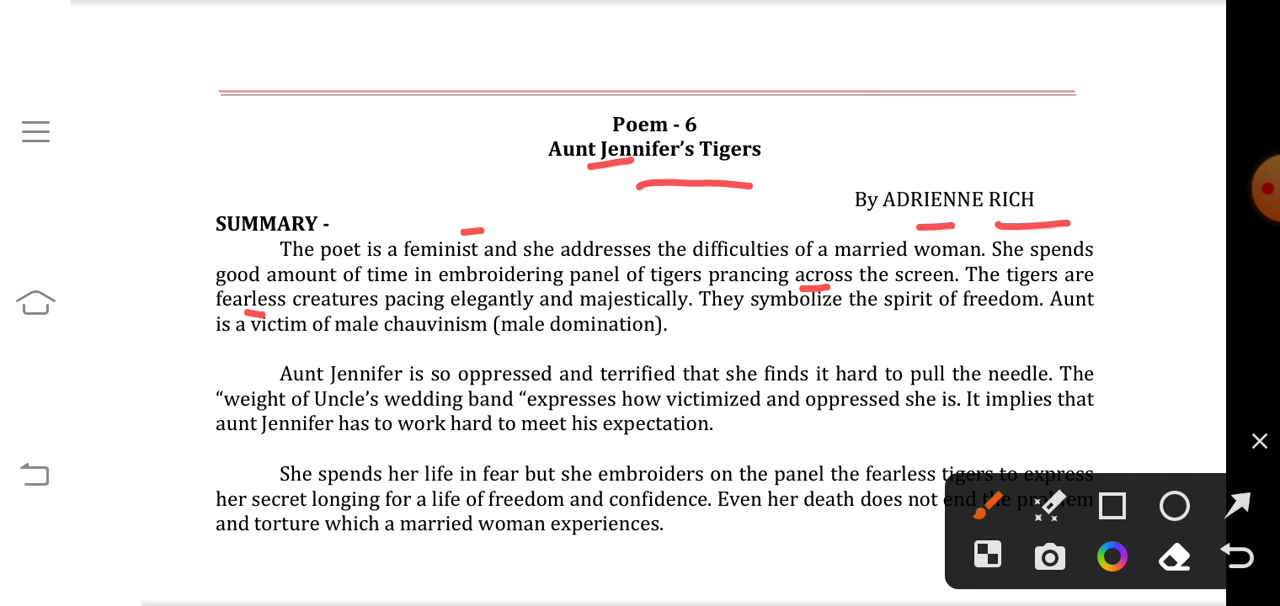 Poem - 6
Aunt Jennifer’s Tigers
By ADRIENNE RICH
SUMMARY -
The poet is a feminist and she addresses the difficulties of a married woman. She spends
good amount of time in embroidering panel of tigers prancing across the screen. The tigers are
fearless creatures pacing elegantly and majestically. They symbolize the spirit of freedom. Aunt
is a victim of male chauvinism (male domination).
Aunt Jennifer is so oppressed and terrified that she finds it hard to pull the needle. The
“weight of Uncle’s wedding band “expresses how victimized and oppressed she is. It implies that
aunt Jennifer has to work hard to meet his expectation.
She spends her life in fear but she embroiders on the panel the fearless tigers to express
her secret longing for a life of freedom and confidence. Even her death does not end the problem
and torture which a married woman experiences.